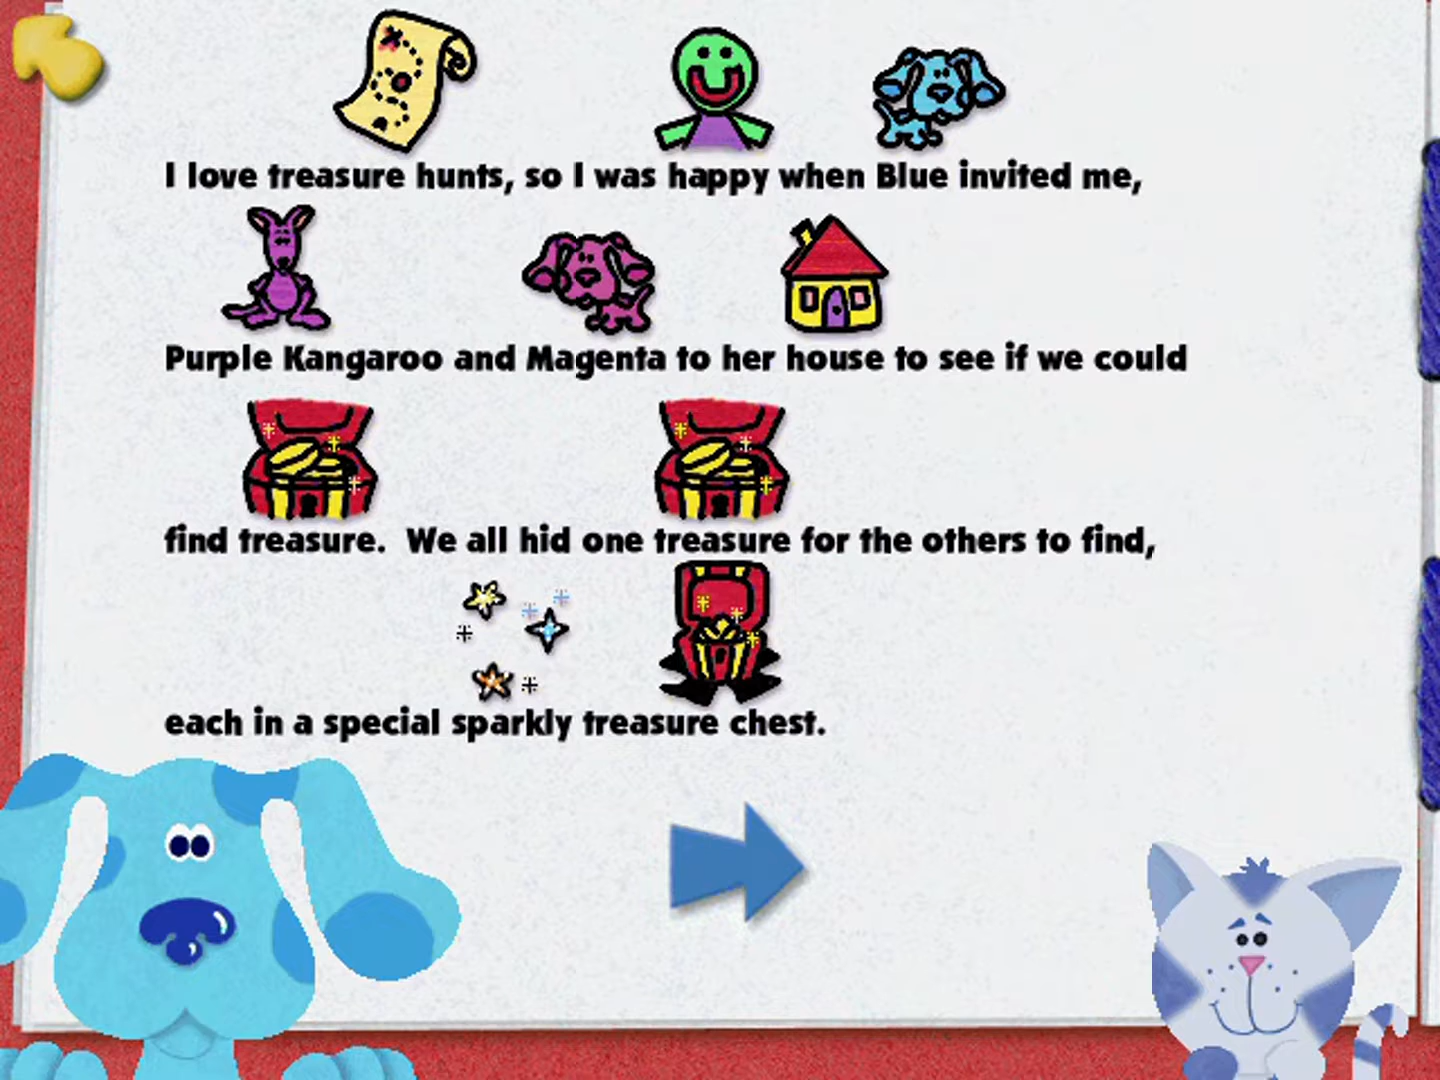 I love treasure hunts, so I was happy when Blue invited me,
Purple Kangaroo and Magenta to her house to see if we could
find treasure. We all hid one treasure for the others to find,
each in a special sparkly treasure chest.